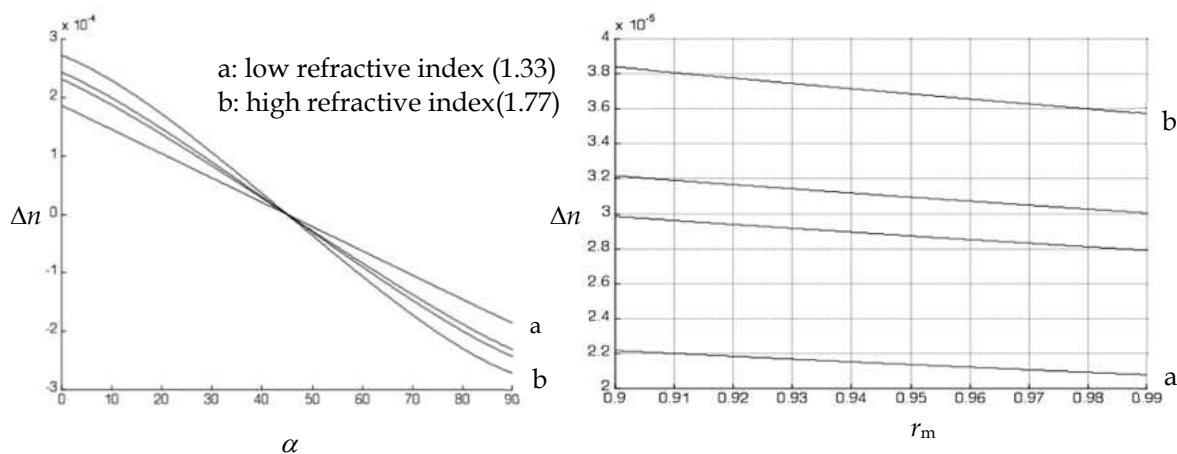 × 10⁻⁴
3
2
1
0
-1
-2
-3
Δn
0 10 20 30 40 50 60 70 80 90
α
a: low refractive index (1.33)
b: high refractive index(1.77)
a
b
× 10⁻⁵
4
3.8
3.6
3.4
3.2
3
2.8
2.6
2.4
2.2
2
Δn
0.9 0.91 0.92 0.93 0.94 0.95 0.96 0.97 0.98 0.99
r_m
b
a